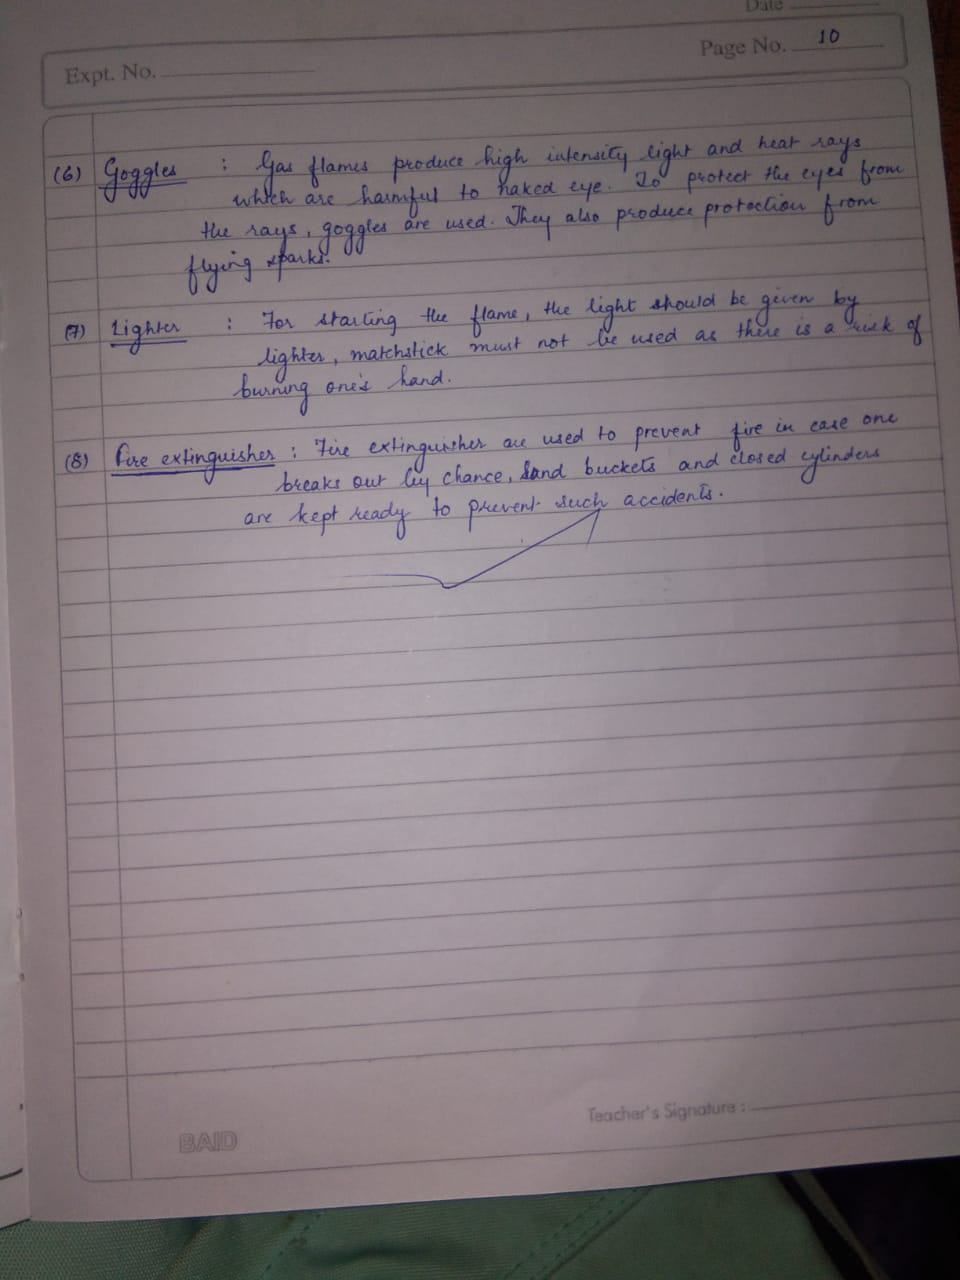 Date
Expt. No.
Page No. 10
(6) Goggles : Gas flames produce high intensity light and heat rays
which are harmful to naked eye. To protect the eyes from
the rays, goggles are used. They also produce protection from
flying sparks.
(7) Lighter : For starting the flame, the light should be given by
lighter, matchstick must not be used as there is a risk of
burning one's hand.
(8) Fire extinguisher : Fire extinguisher are used to prevent fire in case one
breaks out by chance, Sand buckets and closed cylinders
are kept ready to prevent such accidents.
Teacher's Signature :
BAID